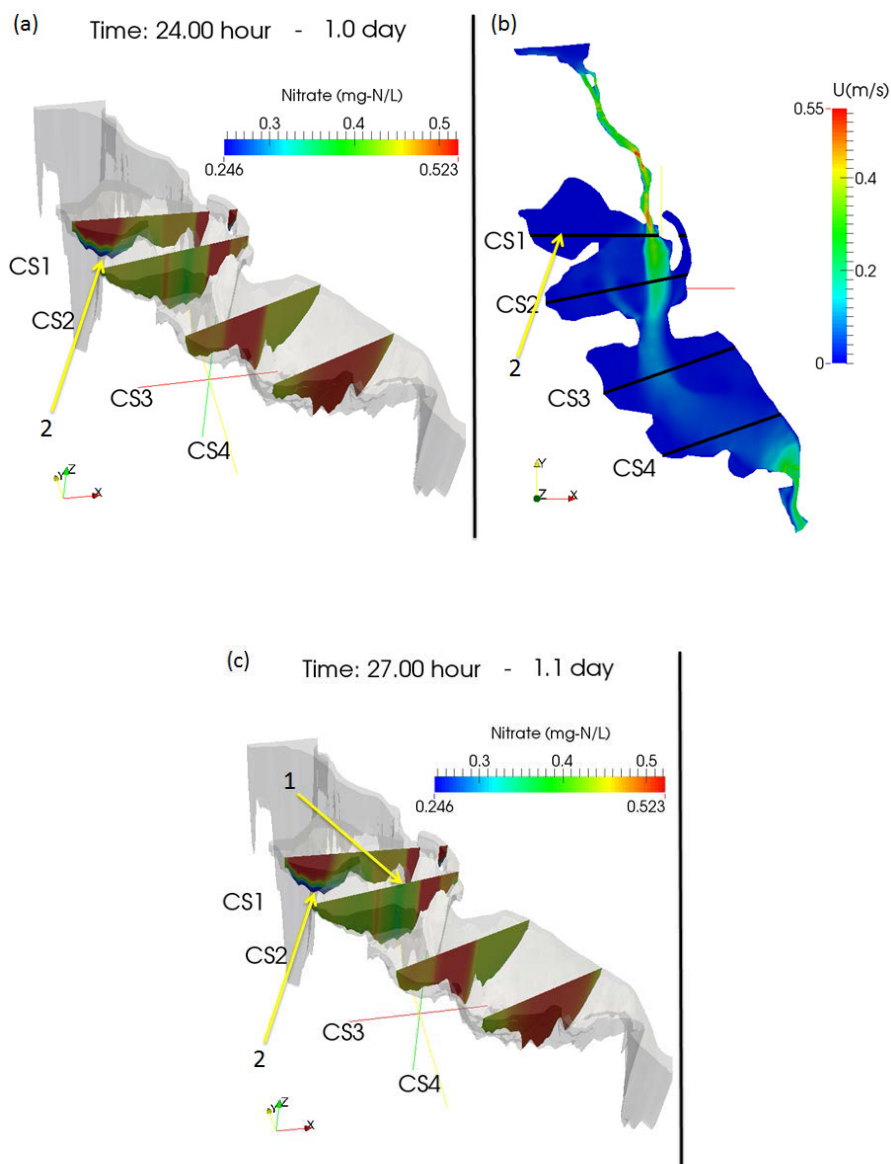 (a)
Time: 24.00 hour - 1.0 day
Nitrate (mg-N/L)
0.3 0.4 0.5
0.246 0.523
CS1
CS2
CS3
CS4
2
Y Z X
(b)
U(m/s)
0.55
0.4
0.2
0
CS1
CS2
2
CS3
CS4
Y
Z X
(c)
Time: 27.00 hour - 1.1 day
Nitrate (mg-N/L)
0.3 0.4 0.5
0.246 0.523
1
CS1
CS2
CS3
CS4
2
Y Z X